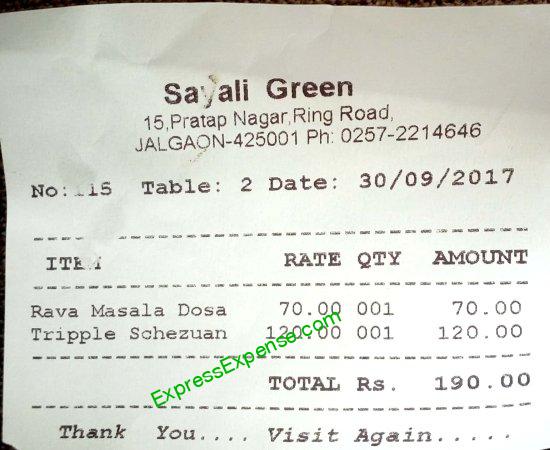 Sayali Green
15,Pratap Nagar,Ring Road,
JALGAON-425001 Ph: 0257-2214646
No: 115 Table: 2 Date: 30/09/2017
ITEM RATE QTY AMOUNT
Rava Masala Dosa 70.00 001 70.00
Tripple Schezuan 120.00 001 120.00
ExpressExpense.com
TOTAL Rs. 190.00
Thank You.... Visit Again.....